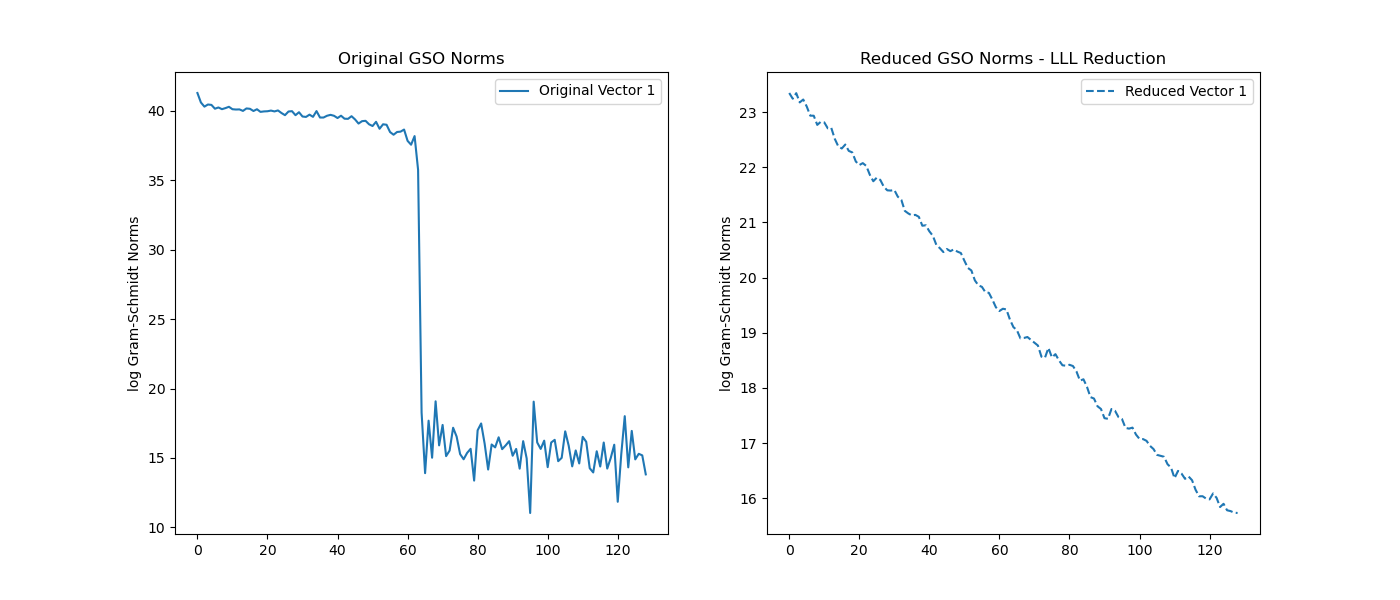 Original GSO Norms
Original Vector 1
log Gram-Schmidt Norms
40
35
30
25
20
15
10
0 20 40 60 80 100 120
Reduced GSO Norms - LLL Reduction
Reduced Vector 1
log Gram-Schmidt Norms
23
22
21
20
19
18
17
16
0 20 40 60 80 100 120